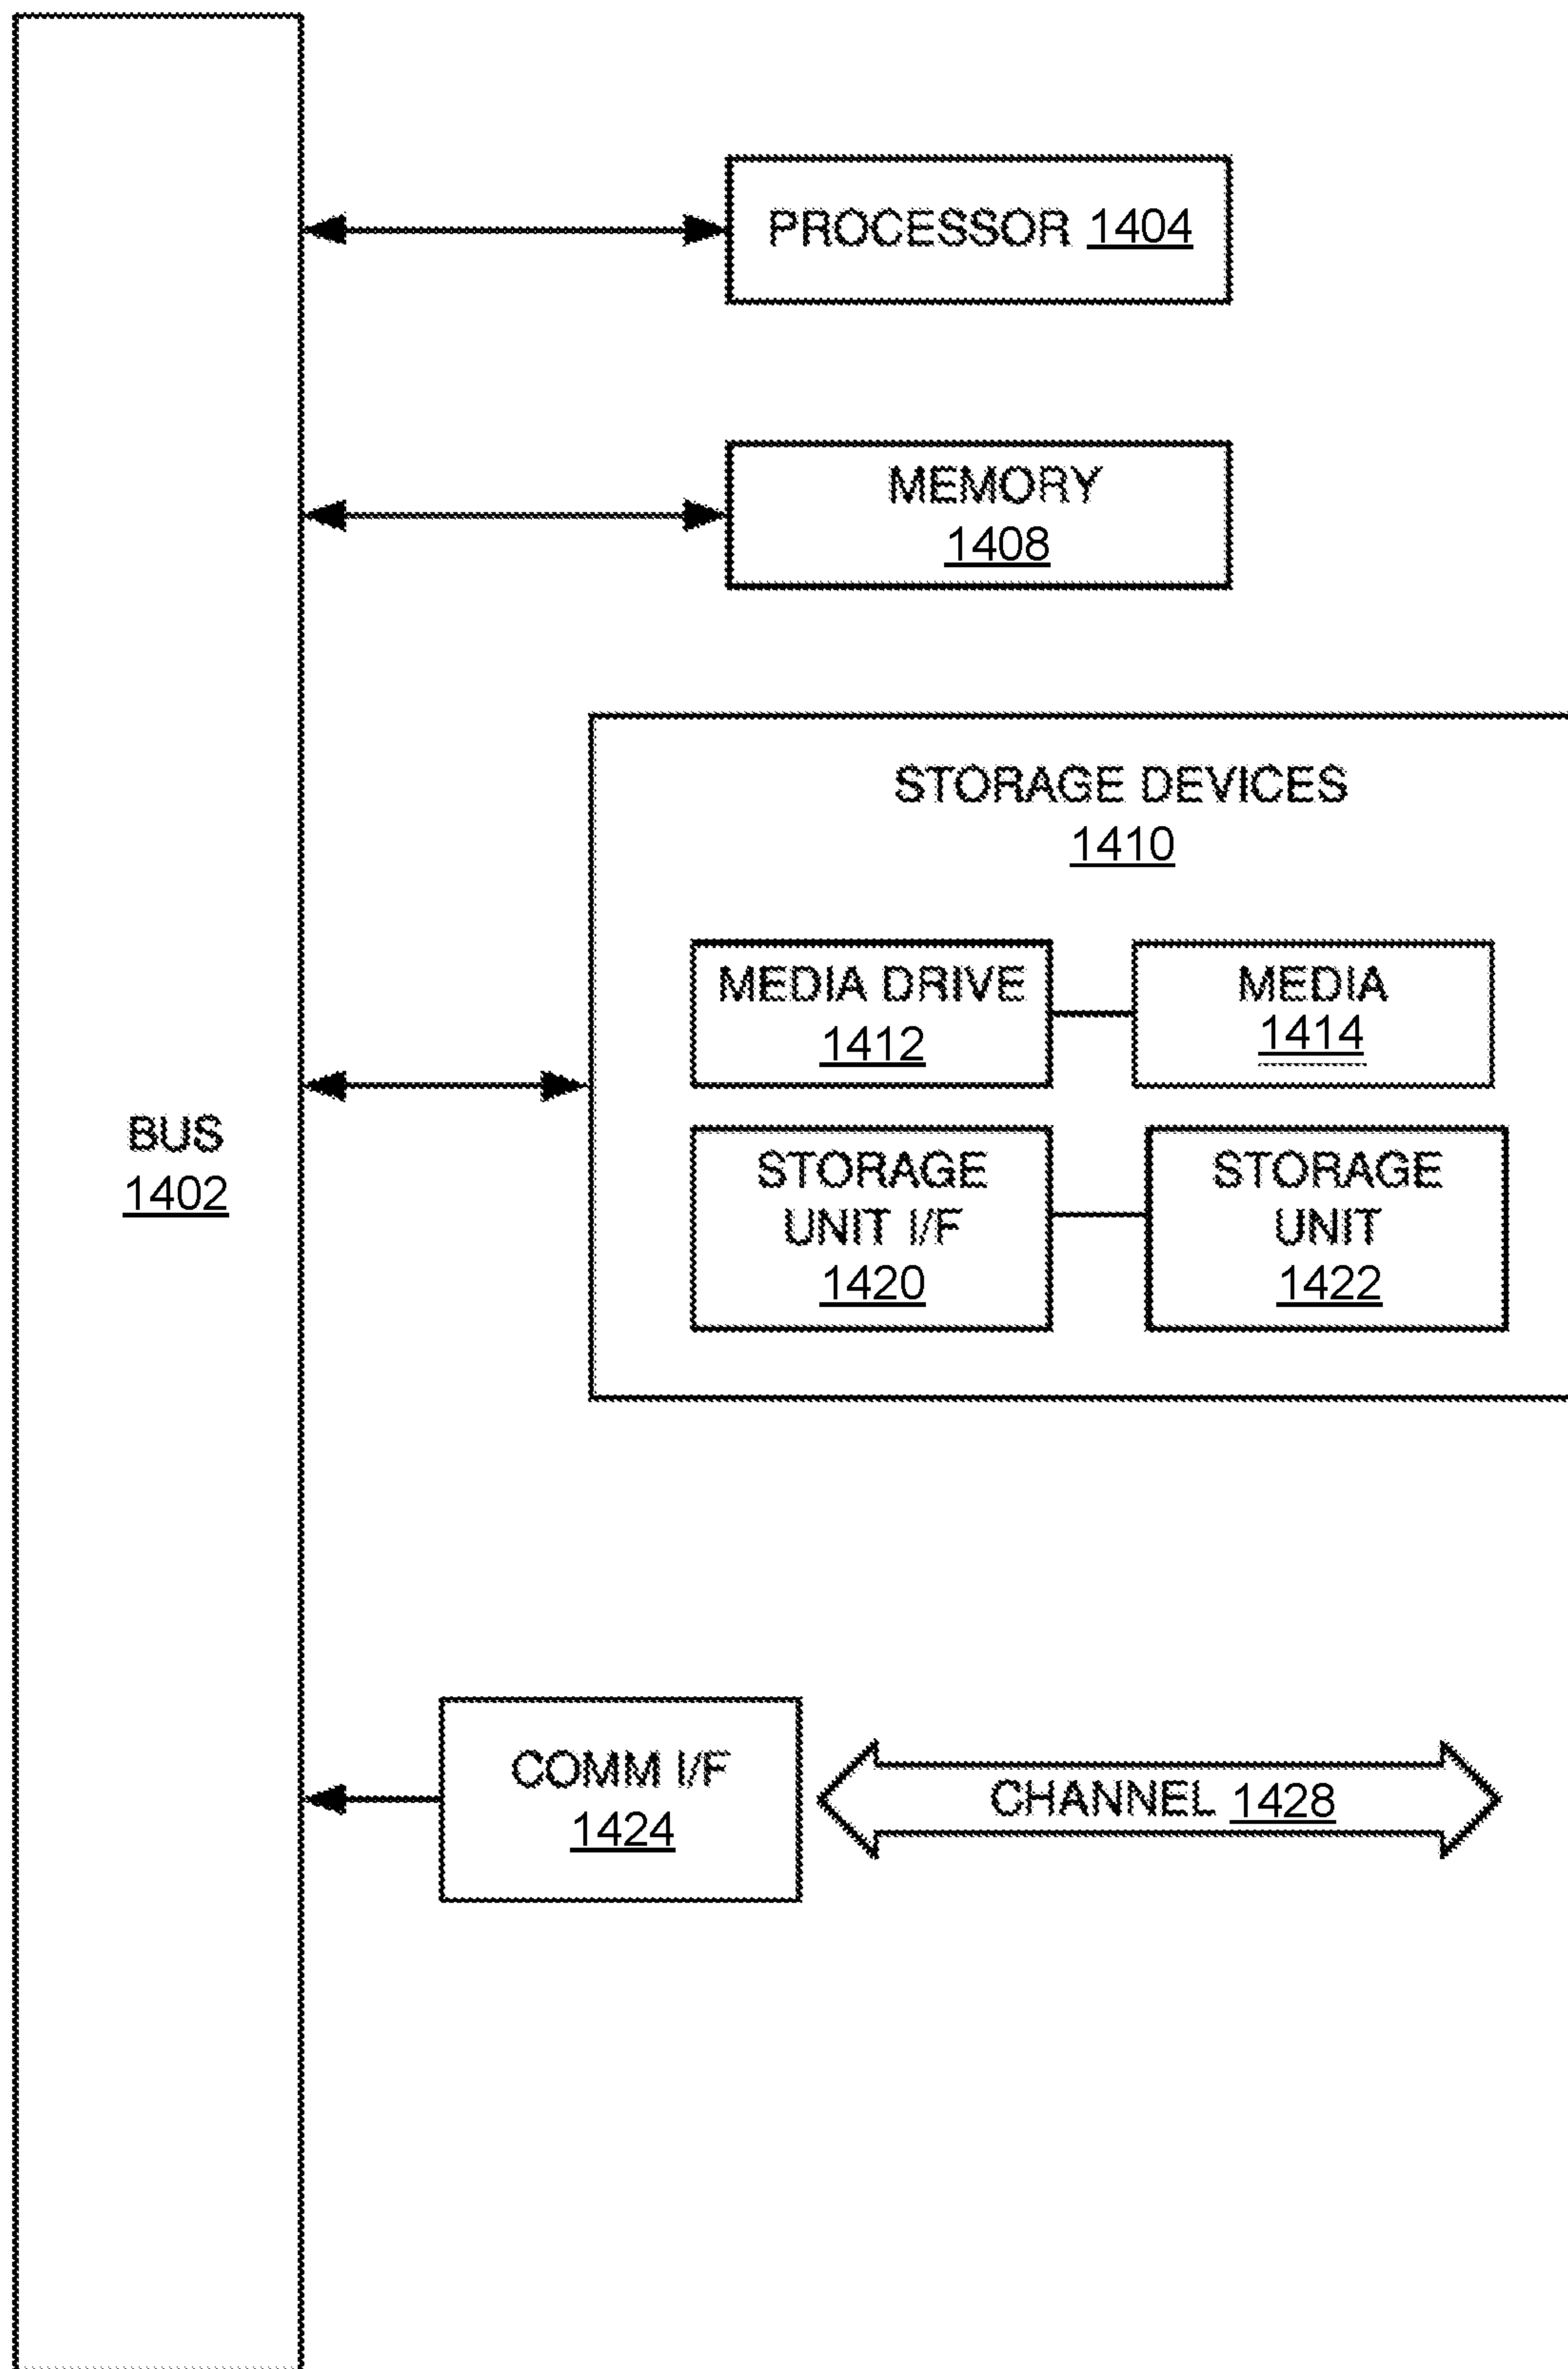 PROCESSOR 1404
MEMORY
1408
STORAGE DEVICES
1410
MEDIA DRIVE
1412
MEDIA
1414
BUS
1402
STORAGE
UNIT I/F
1420
STORAGE
UNIT
1422
COMM I/F
1424
CHANNEL 1428